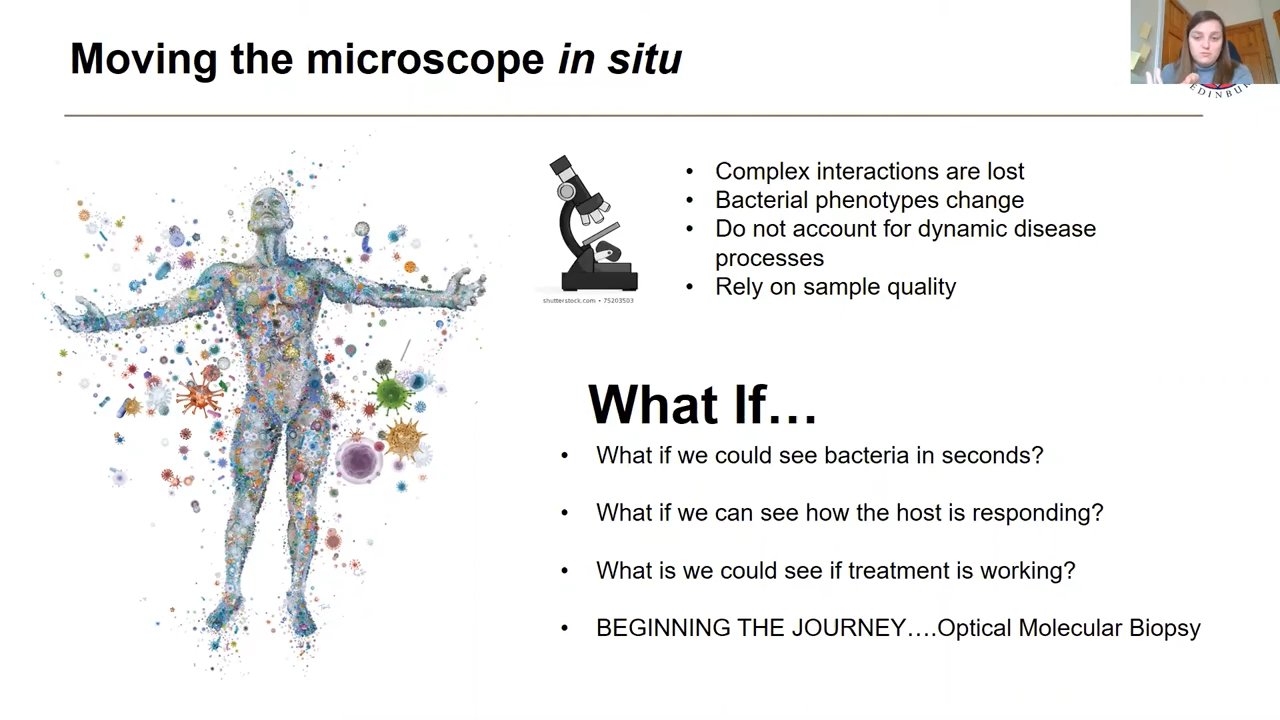 Moving the microscope in situ
EDINBUR
• Complex interactions are lost
• Bacterial phenotypes change
• Do not account for dynamic disease
processes
• Rely on sample quality
shutterstock.com • 75203503
What If…
• What if we could see bacteria in seconds?
• What if we can see how the host is responding?
• What is we could see if treatment is working?
• BEGINNING THE JOURNEY….Optical Molecular Biopsy